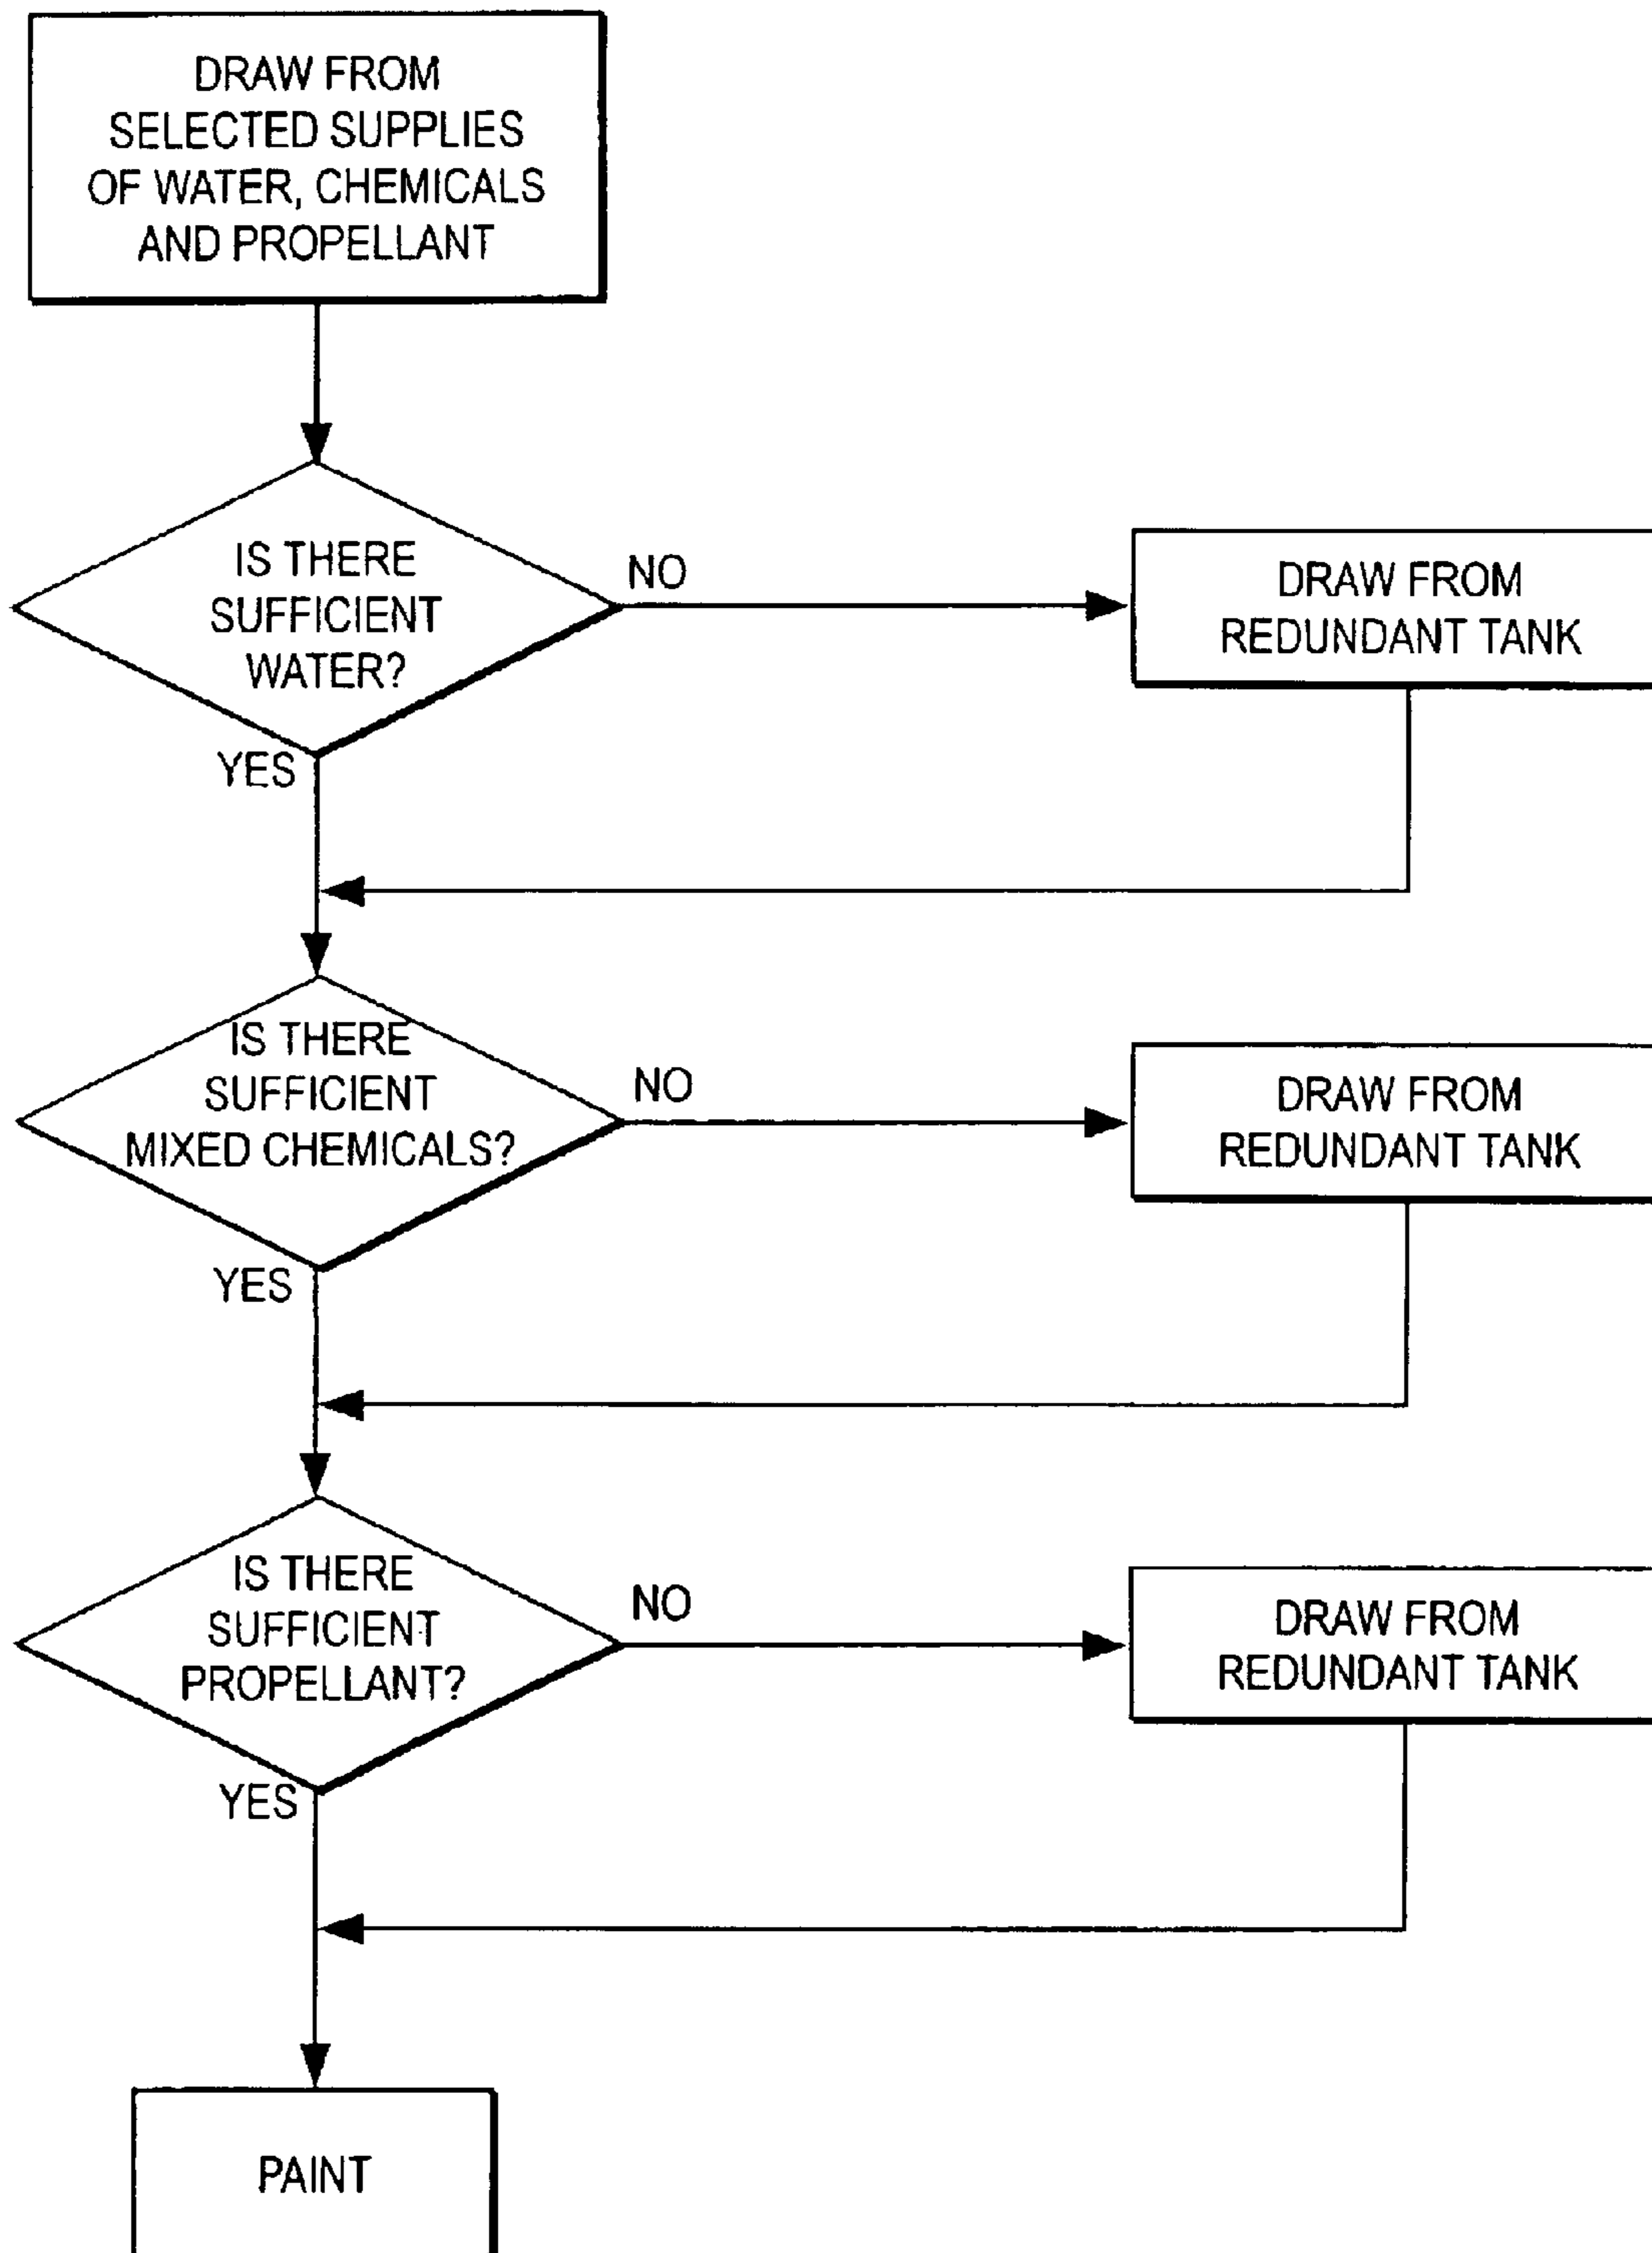 DRAW FROM
SELECTED SUPPLIES
OF WATER, CHEMICALS
AND PROPELLANT
IS THERE
SUFFICIENT
WATER?
NO
DRAW FROM
REDUNDANT TANK
YES
IS THERE
SUFFICIENT
MIXED CHEMICALS?
NO
DRAW FROM
REDUNDANT TANK
YES
IS THERE
SUFFICIENT
PROPELLANT?
NO
DRAW FROM
REDUNDANT TANK
YES
PAINT